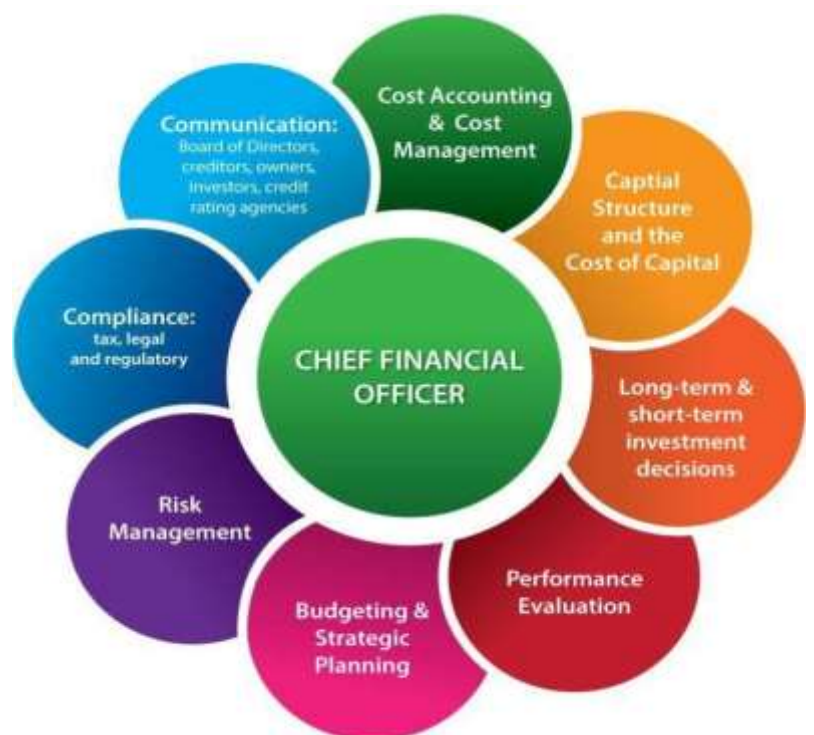 Cost Accounting
& Cost
Management
Captial
Structure
and the
Cost of Capital
Long-term &
short-term
investment
decisions
Performance
Evaluation
Budgeting &
Strategic
Planning
Risk
Management
Compliance:
tax, legal
and regulatory
Communication:
Board of Directors,
creditors, owners,
Investors, credit
rating agencies
CHIEF FINANCIAL
OFFICER